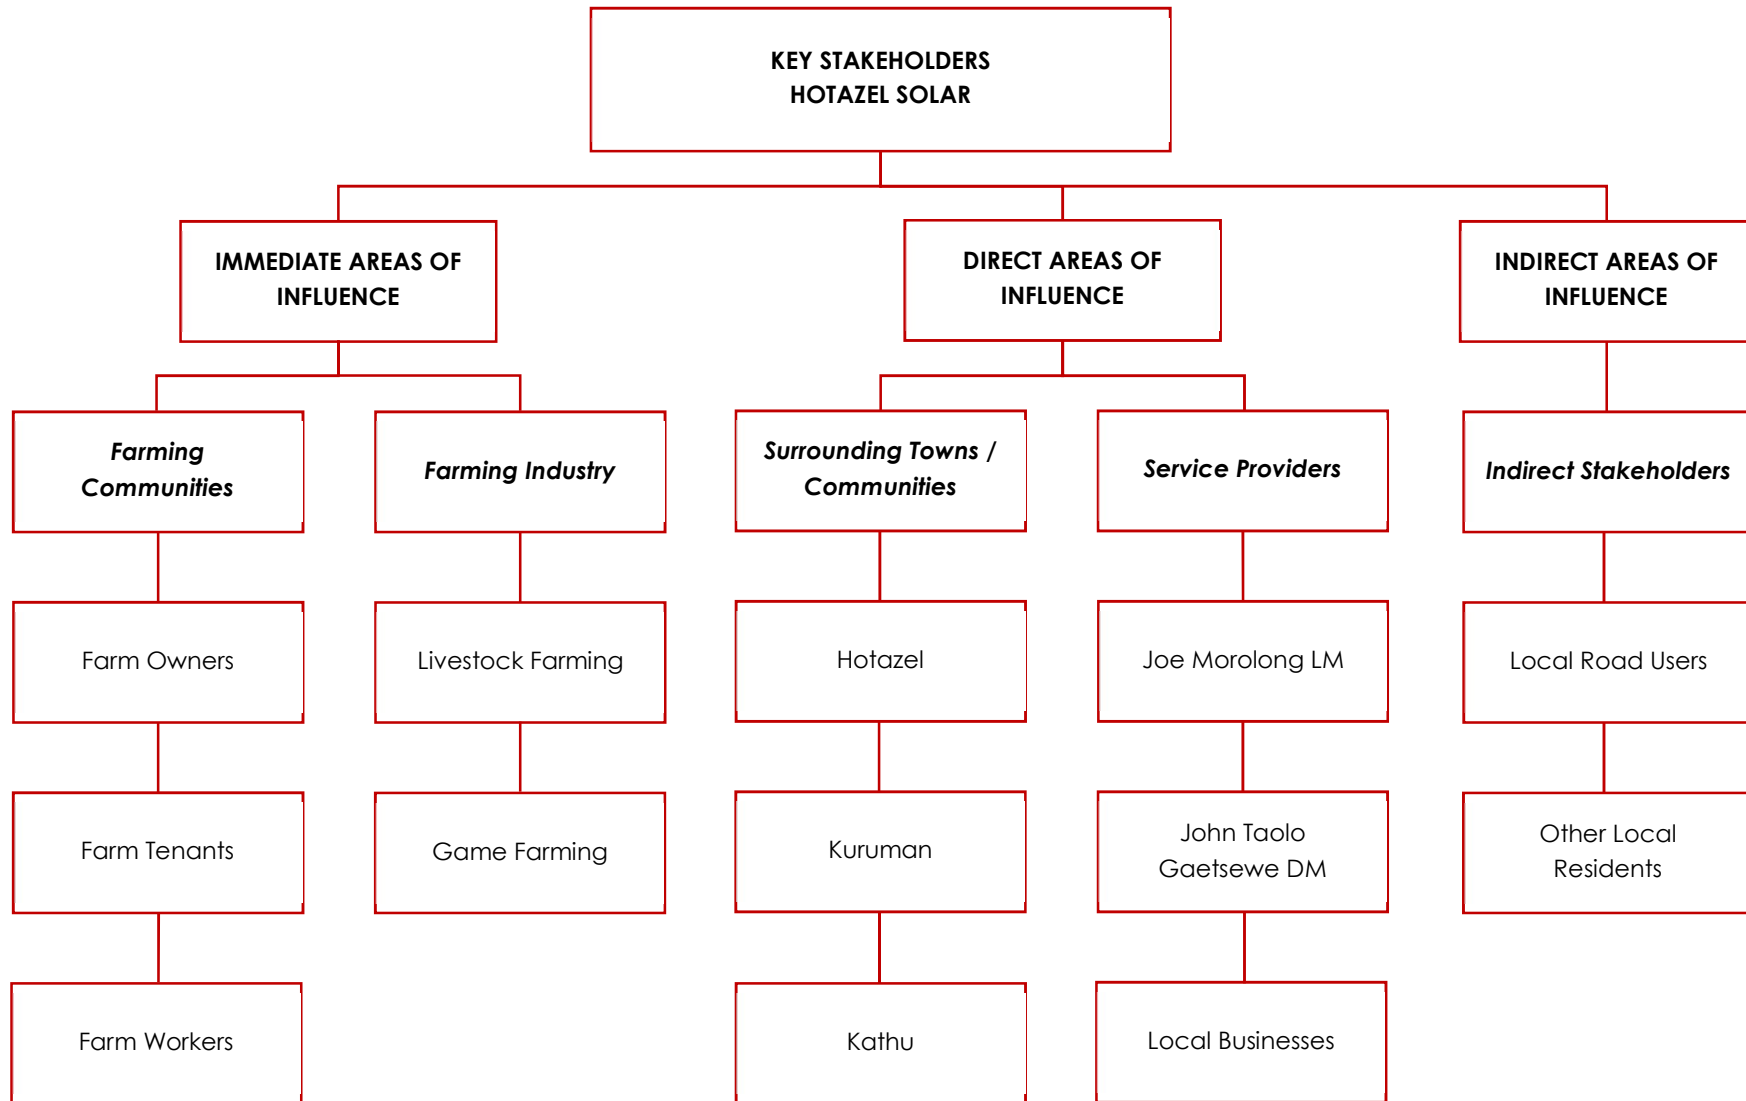 KEY STAKEHOLDERS
HOTAZEL SOLAR
IMMEDIATE AREAS OF
INFLUENCE
DIRECT AREAS OF
INFLUENCE
INDIRECT AREAS OF
INFLUENCE
Farming
Communities
Farming Industry
Surrounding Towns /
Communities
Service Providers
Indirect Stakeholders
Farm Owners
Livestock Farming
Hotazel
Joe Morolong LM
Local Road Users
Farm Tenants
Game Farming
Kuruman
John Taolo
Gaetsewe DM
Other Local
Residents
Farm Workers
Kathu
Local Businesses